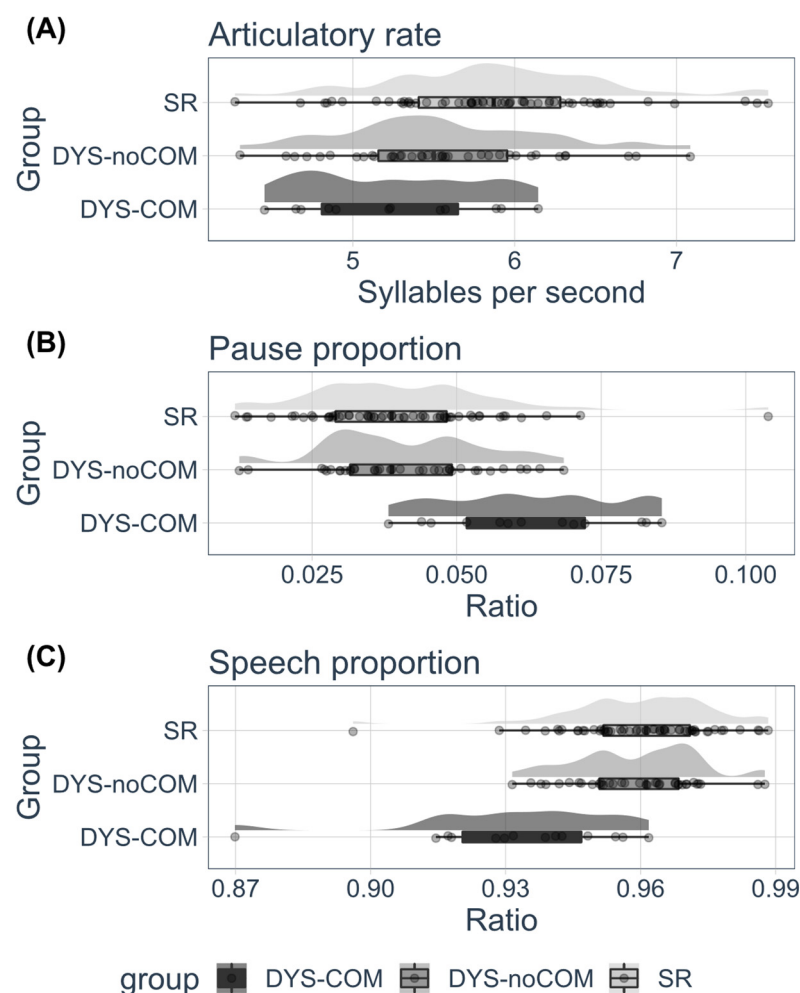 (A)
Articulatory rate
Group
SR
DYS-noCOM
DYS-COM
5 6 7
Syllables per second
(B)
Pause proportion
Group
SR
DYS-noCOM
DYS-COM
0.025 0.050 0.075 0.100
Ratio
(C)
Speech proportion
Group
SR
DYS-noCOM
DYS-COM
0.87 0.90 0.93 0.96 0.99
Ratio
group DYS-COM DYS-noCOM SR